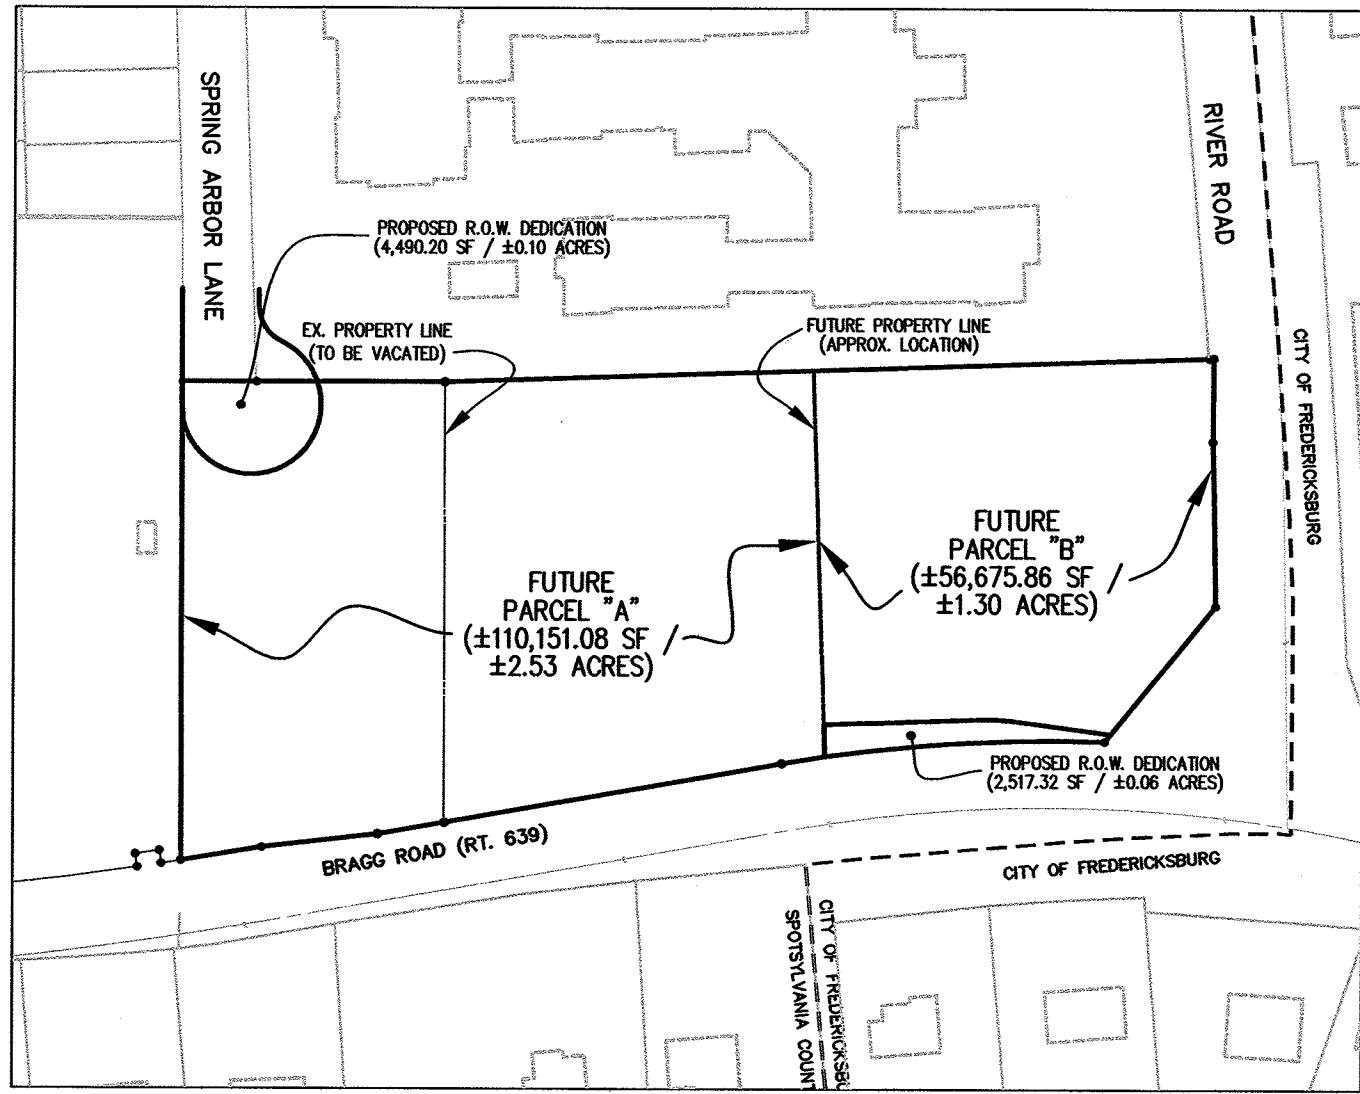 SPRING ARBOR LANE
RIVER ROAD
PROPOSED R.O.W. DEDICATION
(4,490.20 SF / ±0.10 ACRES)
EX. PROPERTY LINE
(TO BE VACATED)
FUTURE PROPERTY LINE
(APPROX. LOCATION)
CITY OF FREDERICKSBURG
FUTURE
PARCEL "B"
(±56,675.86 SF /
±1.30 ACRES)
FUTURE
PARCEL "A"
(±110,151.08 SF /
±2.53 ACRES)
PROPOSED R.O.W. DEDICATION
(2,517.32 SF / ±0.06 ACRES)
BRAGG ROAD (RT. 639)
CITY OF FREDERICKSBURG
CITY OF FREDERICKSBU
SPOTSYLVANIA COUNT